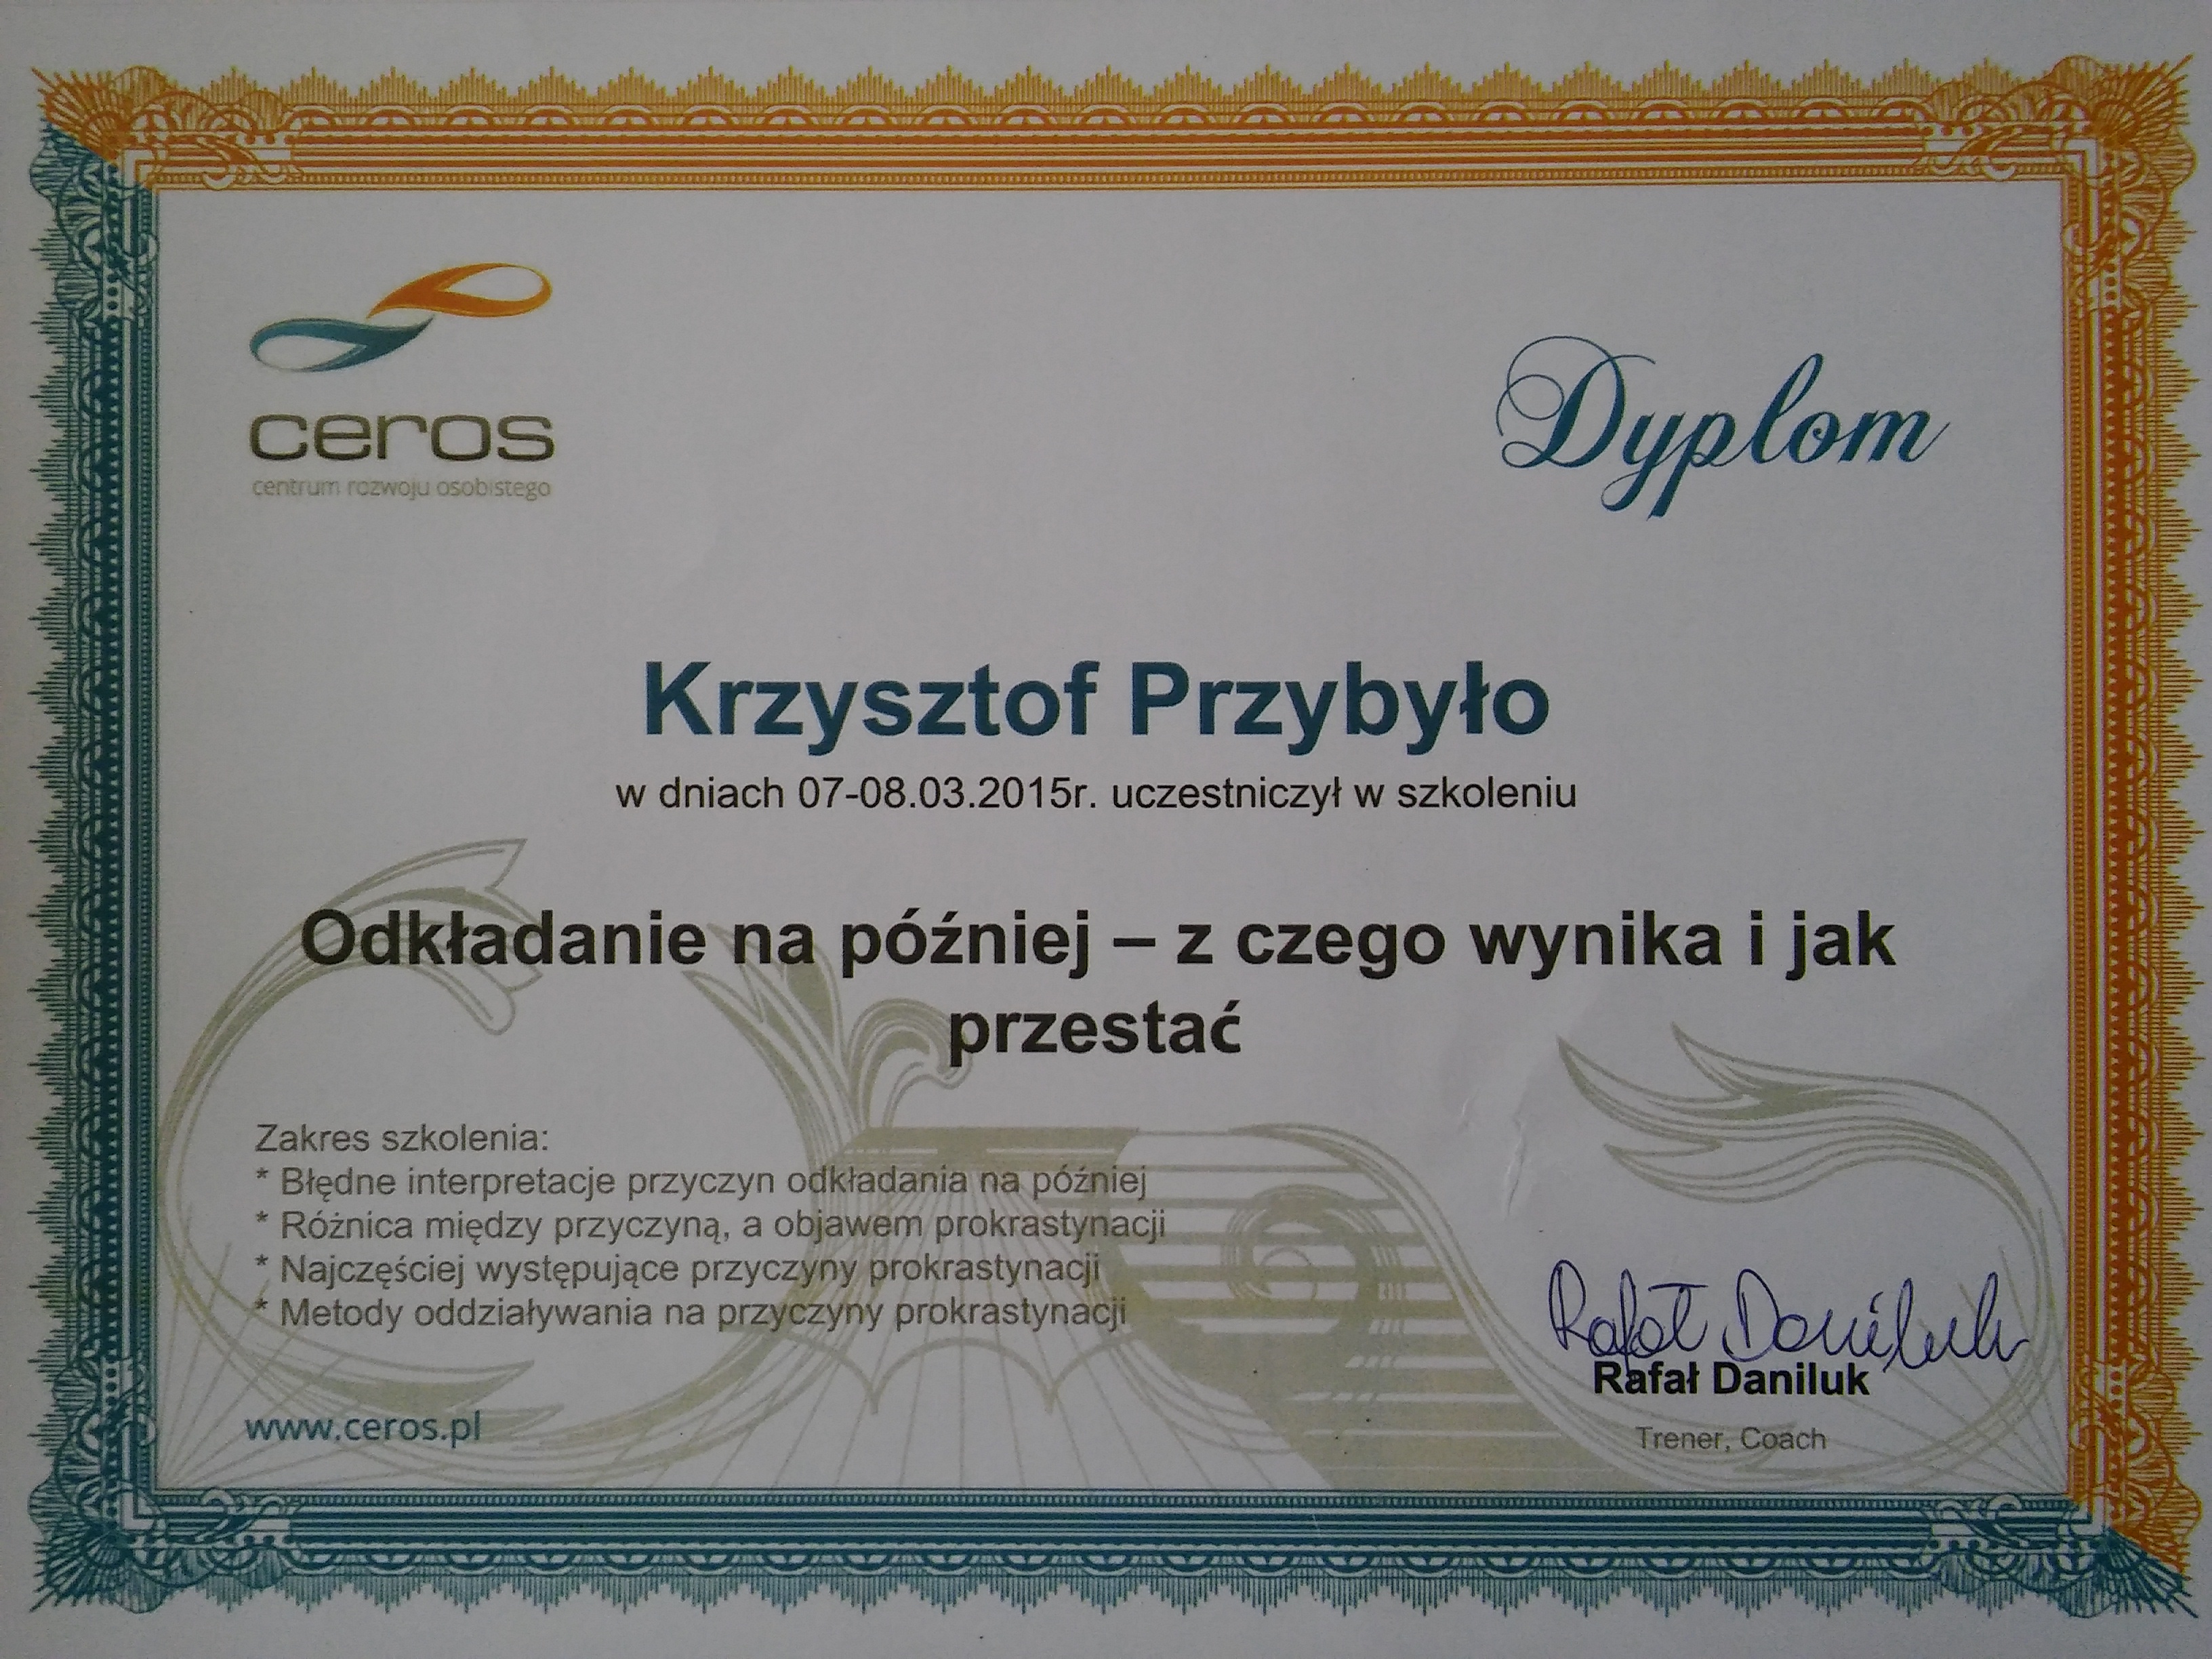 ceros
centrum rozwoju osobistego
Dyplom
Krzysztof Przybyło
w dniach 07-08.03.2015r. uczestniczył w szkoleniu
Odkładanie na później – z czego wynika i jak
przestać
Zakres szkolenia:
* Błędne interpretacje przyczyn odkładania na później
* Różnica między przyczyną, a objawem prokrastynacji
* Najczęściej występujące przyczyny prokrastynacji
* Metody oddziaływania na przyczyny prokrastynacji
www.ceros.pl
Rafał Daniluk
Rafał Daniluk
Trener, Coach